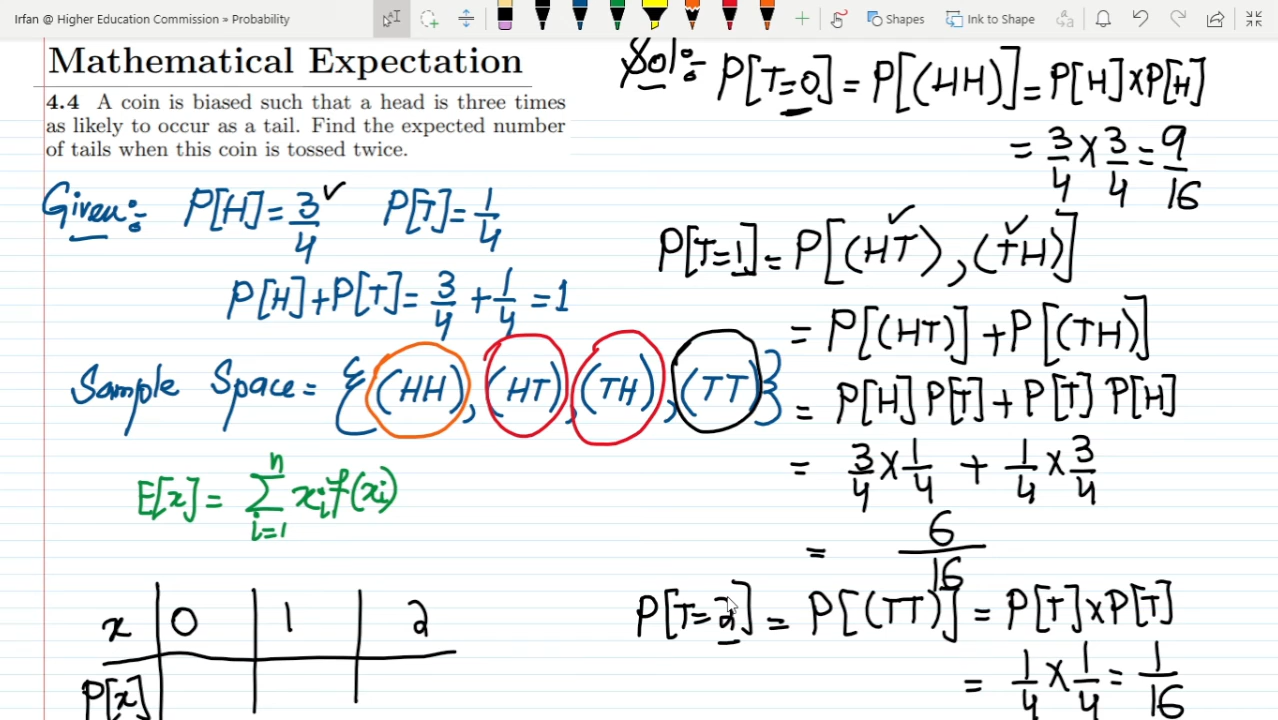 Irfan @ Higher Education Commission » Probability
Shapes
Ink to Shape
Mathematical Expectation
4.4 A coin is biased such that a head is three times
as likely to occur as a tail. Find the expected number
of tails when this coin is tossed twice.
Given:- P[H]=3/4 P[T]=1/4
P[H]+P[T]=3/4+1/4=1
Sample Space={(HH),(HT),(TH),(TT)}
E[x]=∑ⁿᵢ₌₁ xᵢf(xᵢ)
x 0 1 2
P[x]
Sol:- P[T=0]=P[(HH)]=P[H]×P[H]
=3/4×3/4=9/16
P[T=1]=P[(HT),(TH)]
=P[(HT)]+P[(TH)]
=P[H]P[T]+P[T]P[H]
=3/4×1/4+1/4×3/4
=6/16
P[T=2]=P[(TT)]=P[T]×P[T]
=1/4×1/4=1/16